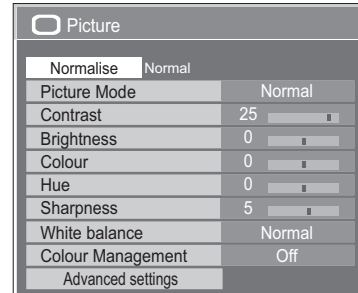 Picture
Normalise Normal
Picture Mode Normal
Contrast 25
Brightness 0
Colour 0
Hue 0
Sharpness 5
White balance Normal
Colour Management Off
Advanced settings